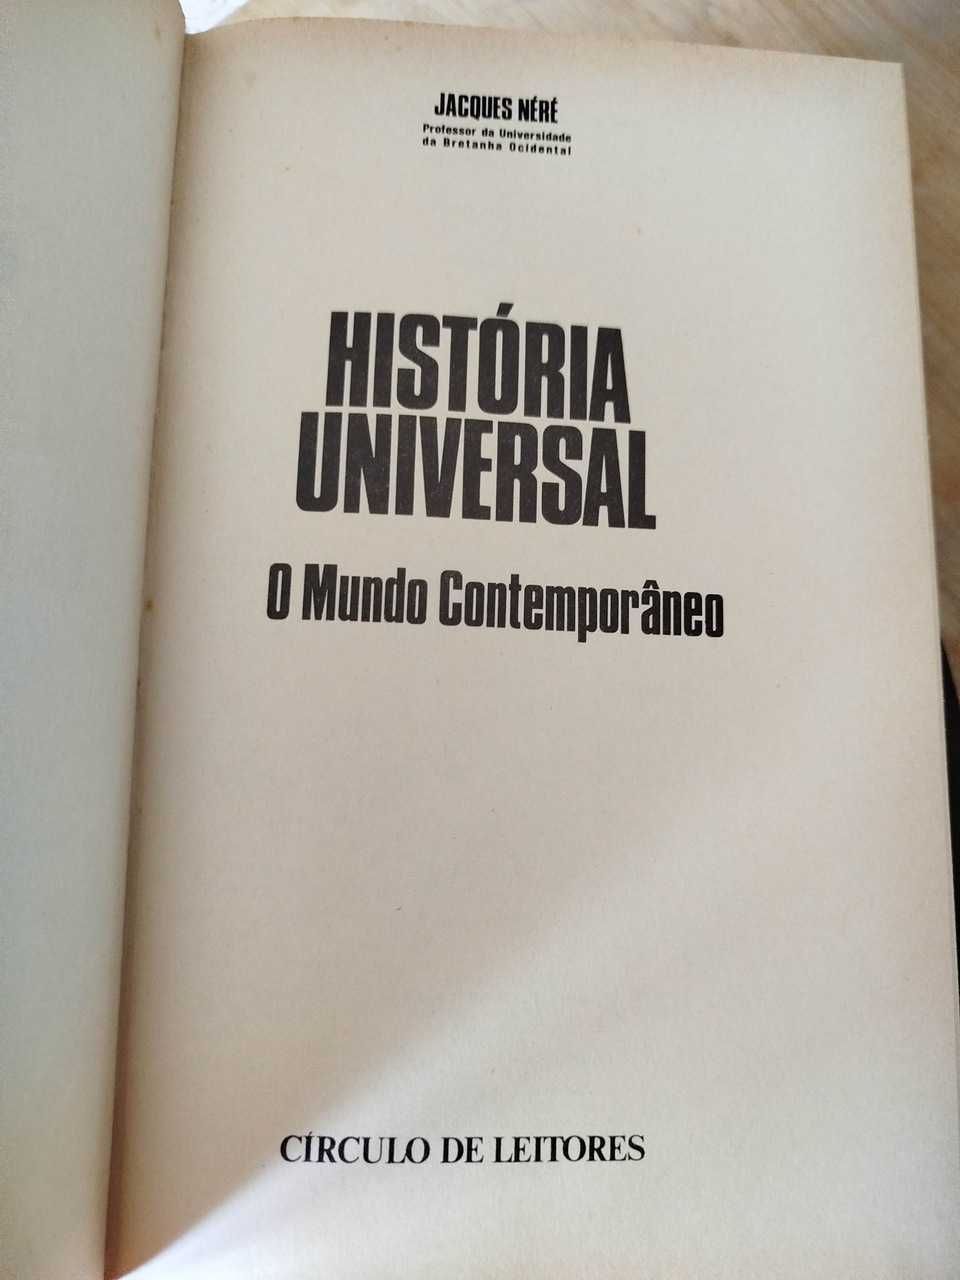 JACQUES NÉRÉ
Professor da Universidade
da Bretanha Ocidental
HISTÓRIA
UNIVERSAL
O Mundo Contemporâneo
CÍRCULO DE LEITORES